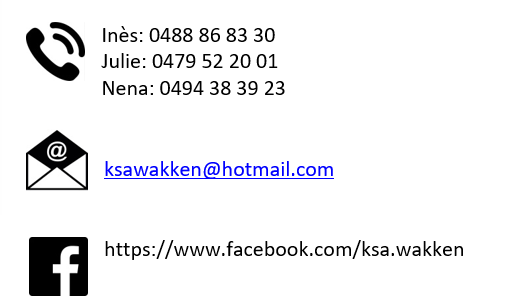 Inès: 0488 86 83 30
Julie: 0479 52 20 01
Nena: 0494 38 39 23
ksawakken@hotmail.com
https://www.facebook.com/ksa.wakken